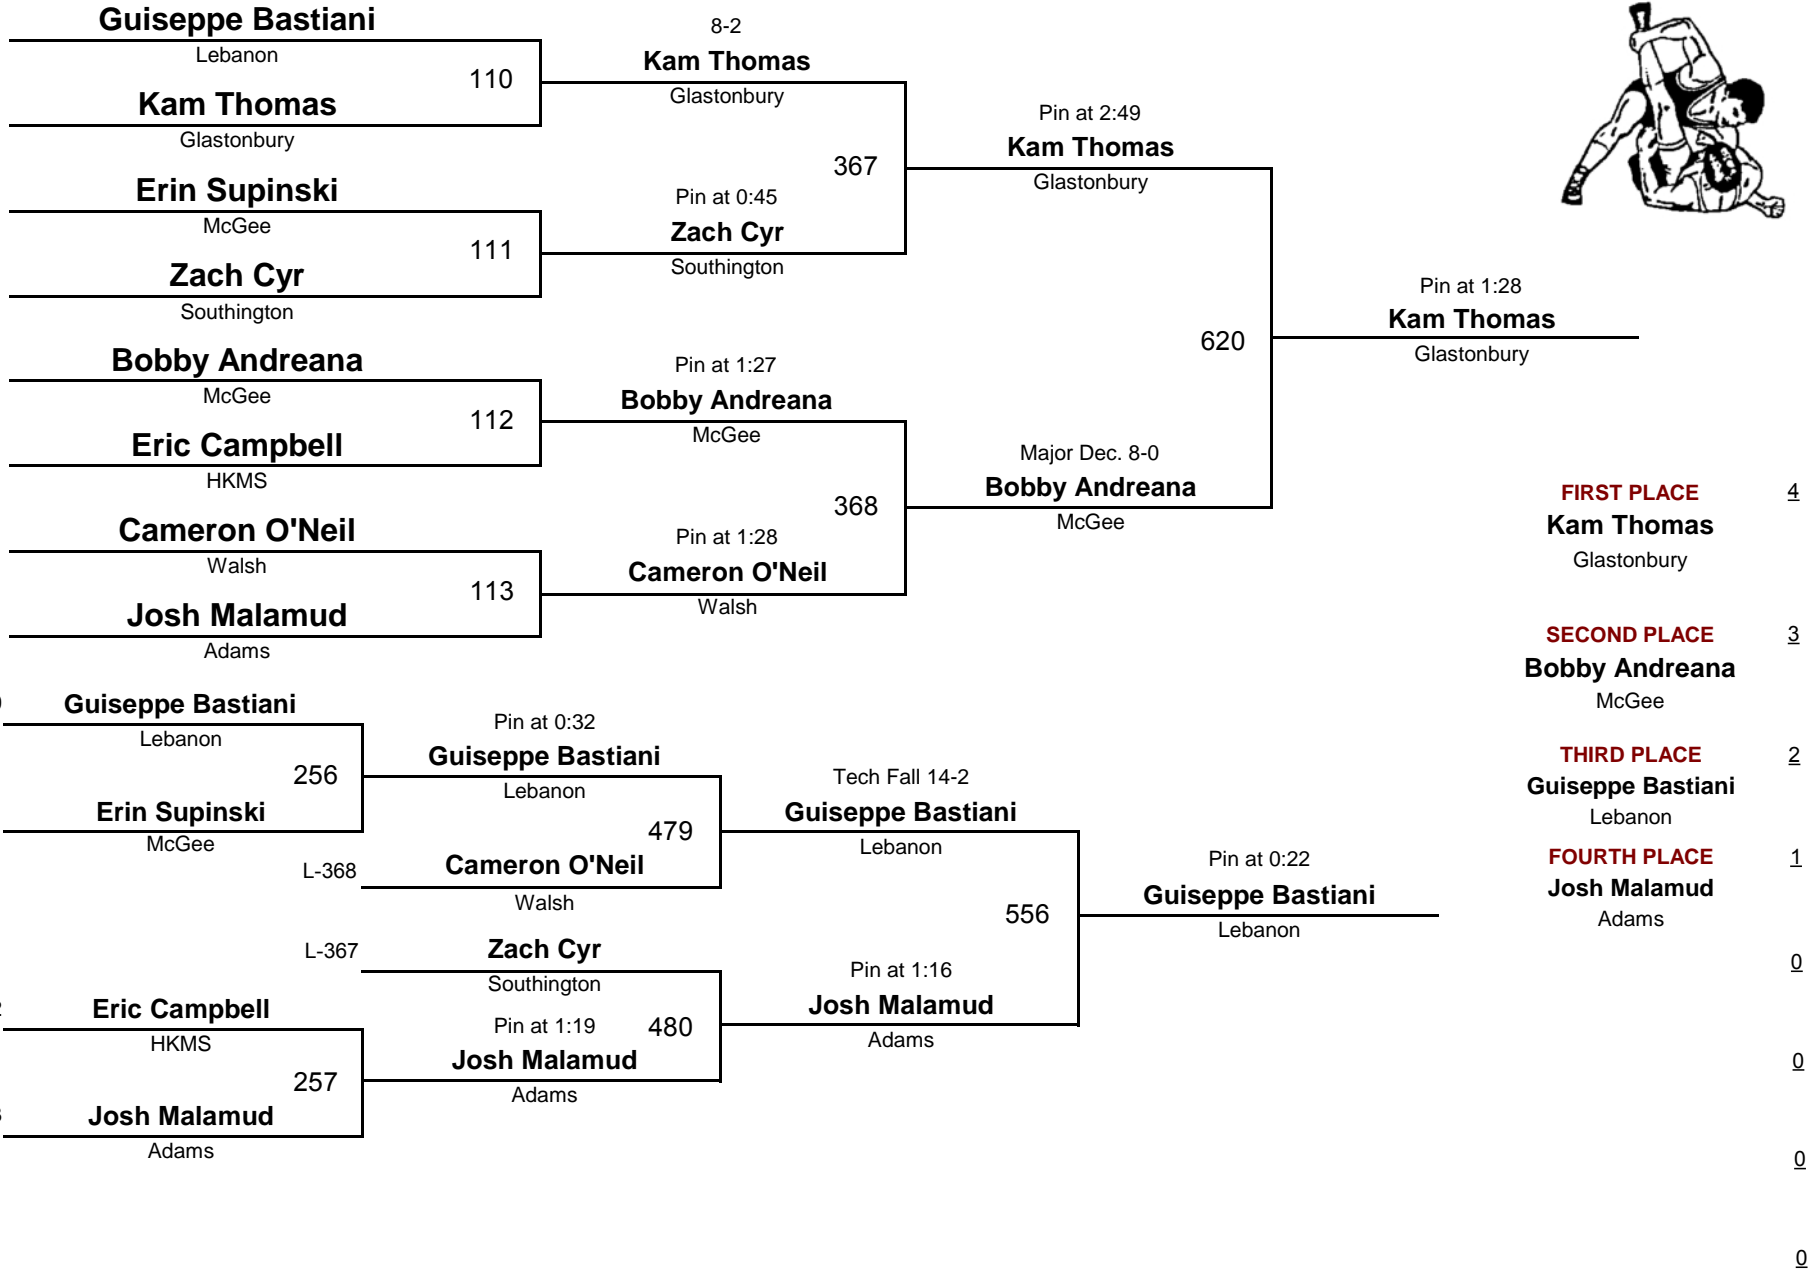 Guiseppe Bastiani
Lebanon
110
Kam Thomas
Glastonbury
Erin Supinski
McGee
111
Zach Cyr
Southington
Bobby Andreana
McGee
112
Eric Campbell
HKMS
Cameron O'Neil
Walsh
113
Josh Malamud
Adams
8-2
Kam Thomas
Glastonbury
367
Pin at 0:45
Zach Cyr
Southington
Pin at 1:27
Bobby Andreana
McGee
368
Pin at 1:28
Cameron O'Neil
Walsh
Pin at 2:49
Kam Thomas
Glastonbury
620
Major Dec. 8-0
Bobby Andreana
McGee
Pin at 1:28
Kam Thomas
Glastonbury
Guiseppe Bastiani
Lebanon
256
Erin Supinski
McGee
Eric Campbell
HKMS
257
Josh Malamud
Adams
Pin at 0:32
Guiseppe Bastiani
Lebanon
479
L-368
Cameron O'Neil
Walsh
L-367
Zach Cyr
Southington
480
Pin at 1:19
Josh Malamud
Adams
Tech Fall 14-2
Guiseppe Bastiani
Lebanon
556
Pin at 1:16
Josh Malamud
Adams
Pin at 0:22
Guiseppe Bastiani
Lebanon
FIRST PLACE 4
Kam Thomas
Glastonbury
SECOND PLACE 3
Bobby Andreana
McGee
THIRD PLACE 2
Guiseppe Bastiani
Lebanon
FOURTH PLACE 1
Josh Malamud
Adams
0
0
0
0